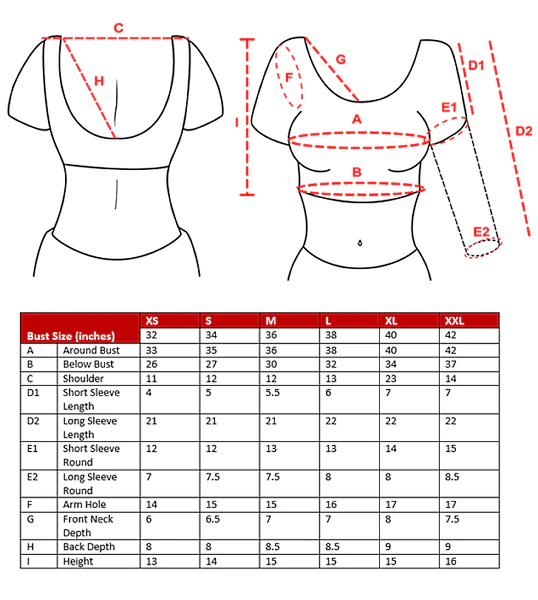 C
H
G
F
D1
E1
A
I
D2
B
E2
XS S M L XL XXL
Bust Size (inches) 32 34 36 38 40 42
A Around Bust 33 35 36 38 40 42
B Below Bust 26 27 30 32 34 37
C Shoulder 11 12 12 13 23 14
D1 Short Sleeve 4 5 5.5 6 7 7
Length
D2 Long Sleeve 21 21 21 22 22 22
Length
E1 Short Sleeve 12 12 13 13 14 15
Round
E2 Long Sleeve 7 7.5 7.5 8 8 8.5
Round
F Arm Hole 14 15 15 16 17 17
G Front Neck 6 6.5 7 7 8 7.5
Depth
H Back Depth 8 8 8.5 8.5 9 9
I Height 13 14 15 15 15 16